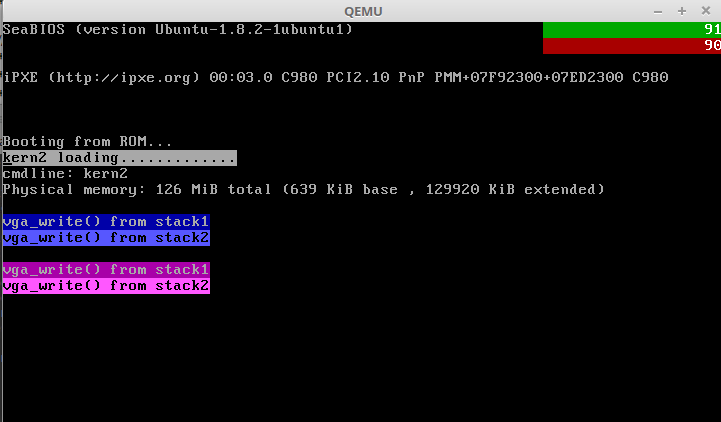 QEMU
SeaBIOS (version Ubuntu-1.8.2-1ubuntu1)
91
90
iPXE (http://ipxe.org) 00:03.0 C980 PCI2.10 PnP PMM+07F92300+07ED2300 C980
Booting from ROM...
kern2 loading.............
cmdline: kern2
Physical memory: 126 MiB total (639 KiB base , 129920 KiB extended)
vga_write() from stack1
vga_write() from stack2
vga_write() from stack1
vga_write() from stack2